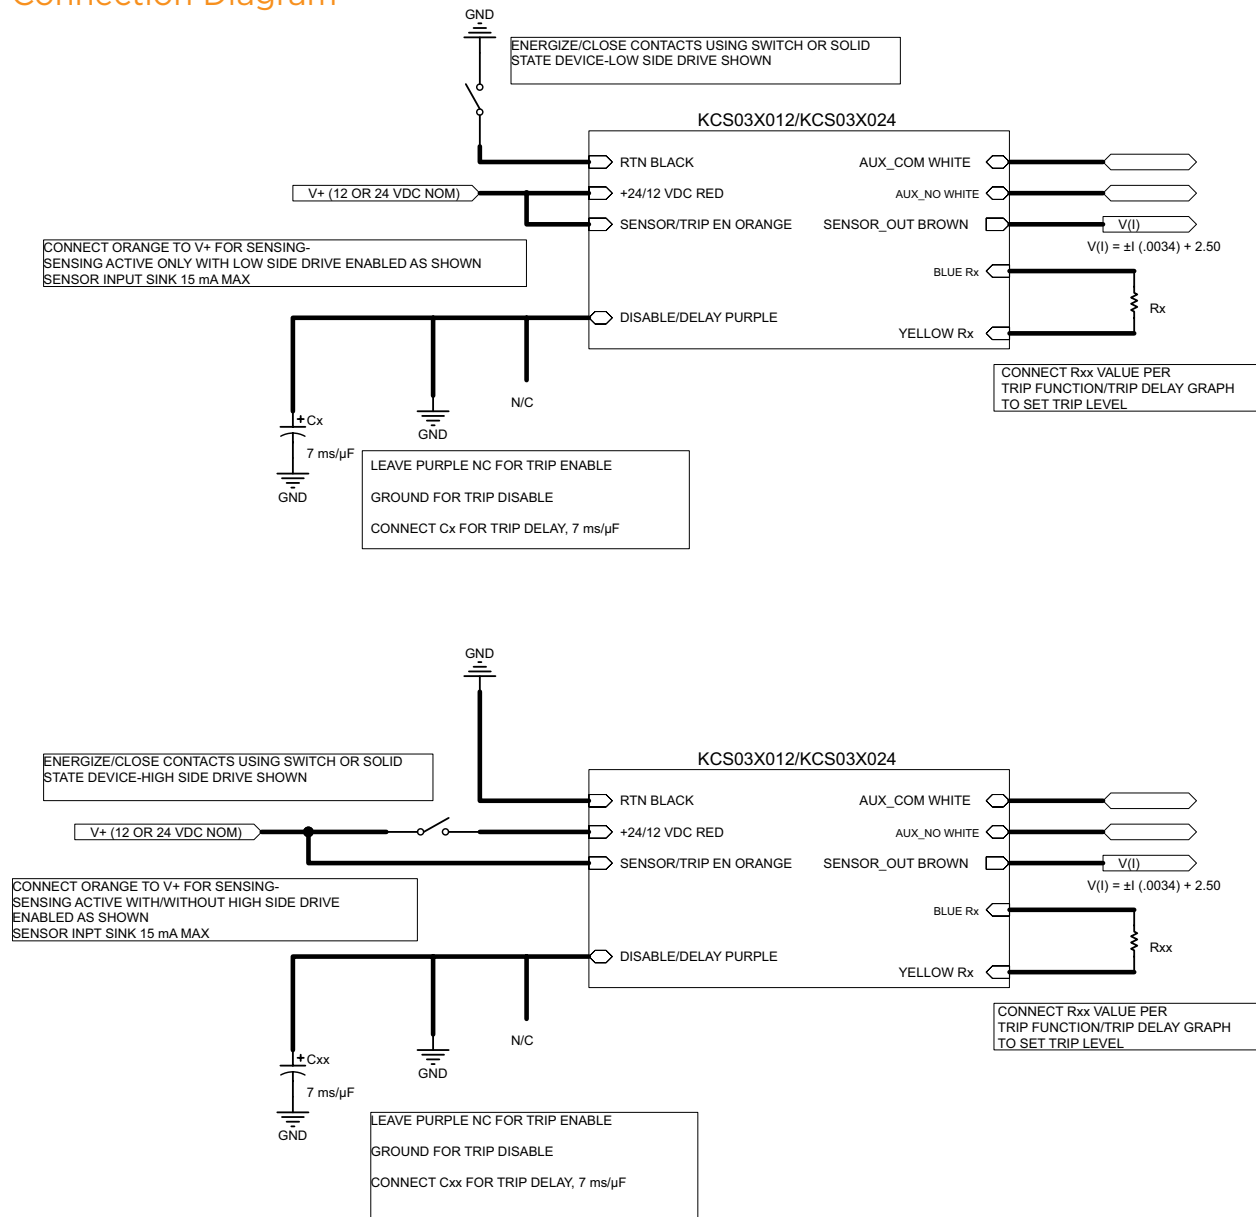 Connection Diagram
GND
ENERGIZE/CLOSE CONTACTS USING SWITCH OR SOLID
STATE DEVICE-LOW SIDE DRIVE SHOWN
KCS03X012/KCS03X024
RTN BLACK
AUX_COM WHITE
V+ (12 OR 24 VDC NOM)
+24/12 VDC RED
AUX_NO WHITE
SENSOR/TRIP EN ORANGE
SENSOR_OUT BROWN
V(I)
V(I) = ±I (.0034) + 2.50
CONNECT ORANGE TO V+ FOR SENSING-
SENSING ACTIVE ONLY WITH LOW SIDE DRIVE ENABLED AS SHOWN
SENSOR INPUT SINK 15 mA MAX
BLUE Rx
Rx
DISABLE/DELAY PURPLE
YELLOW Rx
CONNECT Rxx VALUE PER
TRIP FUNCTION/TRIP DELAY GRAPH
TO SET TRIP LEVEL
N/C
+
Cx
GND
7 ms/µF
GND
LEAVE PURPLE NC FOR TRIP ENABLE
GROUND FOR TRIP DISABLE
CONNECT Cx FOR TRIP DELAY, 7 ms/µF
GND
ENERGIZE/CLOSE CONTACTS USING SWITCH OR SOLID
STATE DEVICE-HIGH SIDE DRIVE SHOWN
KCS03X012/KCS03X024
RTN BLACK
AUX_COM WHITE
V+ (12 OR 24 VDC NOM)
+24/12 VDC RED
AUX_NO WHITE
SENSOR/TRIP EN ORANGE
SENSOR_OUT BROWN
V(I)
V(I) = ±I (.0034) + 2.50
CONNECT ORANGE TO V+ FOR SENSING-
SENSING ACTIVE WITH/WITHOUT HIGH SIDE DRIVE
ENABLED AS SHOWN
SENSOR INPT SINK 15 mA MAX
BLUE Rx
Rxx
DISABLE/DELAY PURPLE
YELLOW Rx
CONNECT Rxx VALUE PER
TRIP FUNCTION/TRIP DELAY GRAPH
TO SET TRIP LEVEL
N/C
+
Cxx
GND
7 ms/µF
GND
LEAVE PURPLE NC FOR TRIP ENABLE
GROUND FOR TRIP DISABLE
CONNECT Cxx FOR TRIP DELAY, 7 ms/µF